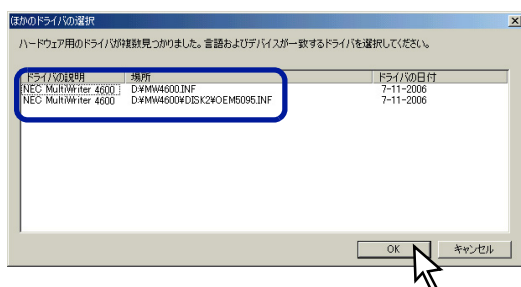 ほかのドライバの選択
ハードウェア用のドライバが複数見つかりました。言語およびデバイスが一致するドライバを選択してください。
ドライバの説明 場所 ドライバの日付
NEC MultiWriter 4600 D:¥MW4600.INF 7-11-2006
NEC MultiWriter 4600 D:¥MW4600¥DISK2¥OEM5095.INF 7-11-2006
OK キャンセル